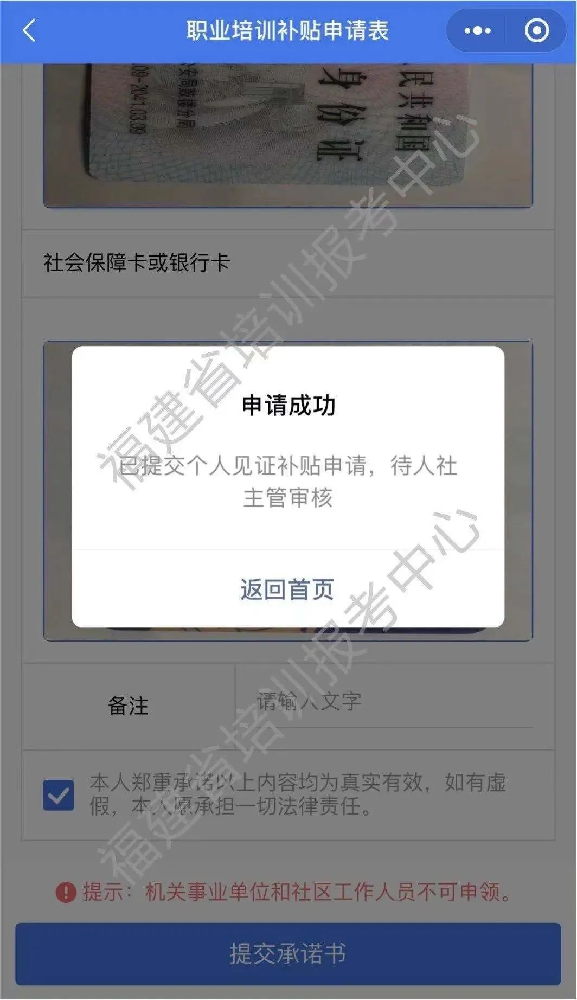 职业培训补贴申请表
民共和国
身份证
09-2041.03.09
社会保障卡或银行卡
申请成功
已提交个人见证补贴申请，待人社
主管审核
返回首页
备注
请输入文字
本人郑重承诺以上内容均为真实有效，如有虚
假，本人愿承担一切法律责任。
提示：机关事业单位和社区工作人员不可申领。
提交承诺书
福建省培训报考中心
福建省培训报考中心